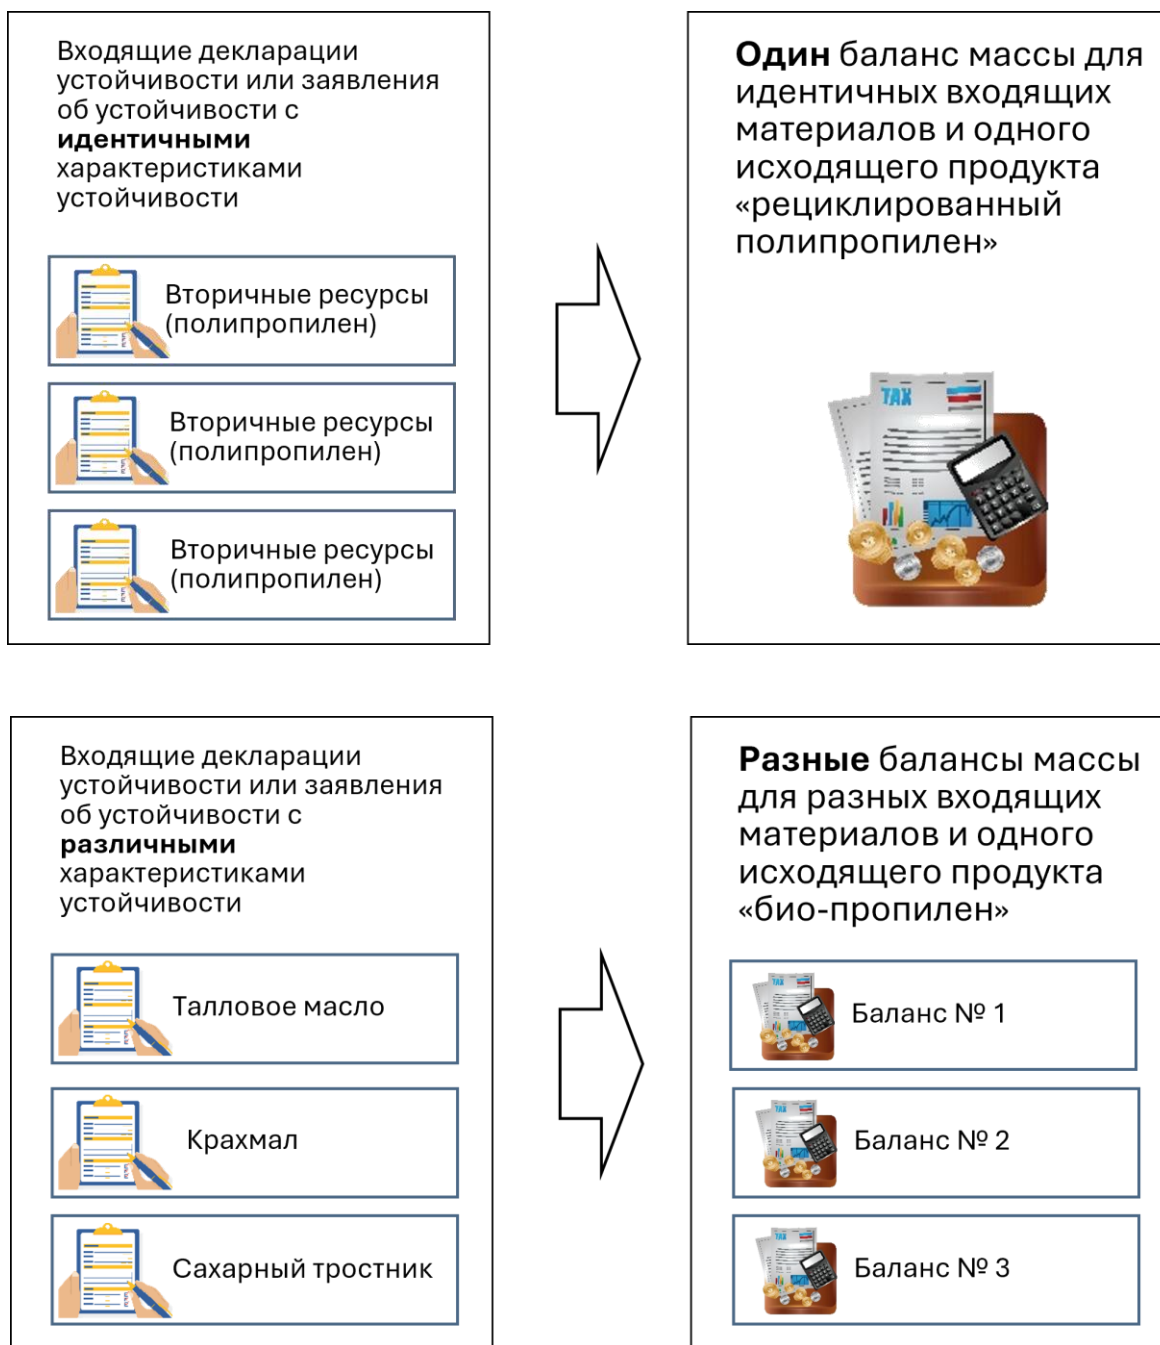 Входящие декларации
устойчивости или заявления
об устойчивости с
идентичными
характеристиками
устойчивости
Вторичные ресурсы
(полипропилен)
Вторичные ресурсы
(полипропилен)
Вторичные ресурсы
(полипропилен)
Один баланс массы для
идентичных входящих
материалов и одного
исходящего продукта
«рециклированный
полипропилен»
TAX
Входящие декларации
устойчивости или заявления
об устойчивости с
различными
характеристиками
устойчивости
Талловое масло
Крахмал
Сахарный тростник
Разные балансы массы
для разных входящих
материалов и одного
исходящего продукта
«био-пропилен»
TAX
Баланс № 1
TAX
Баланс № 2
TAX
Баланс № 3